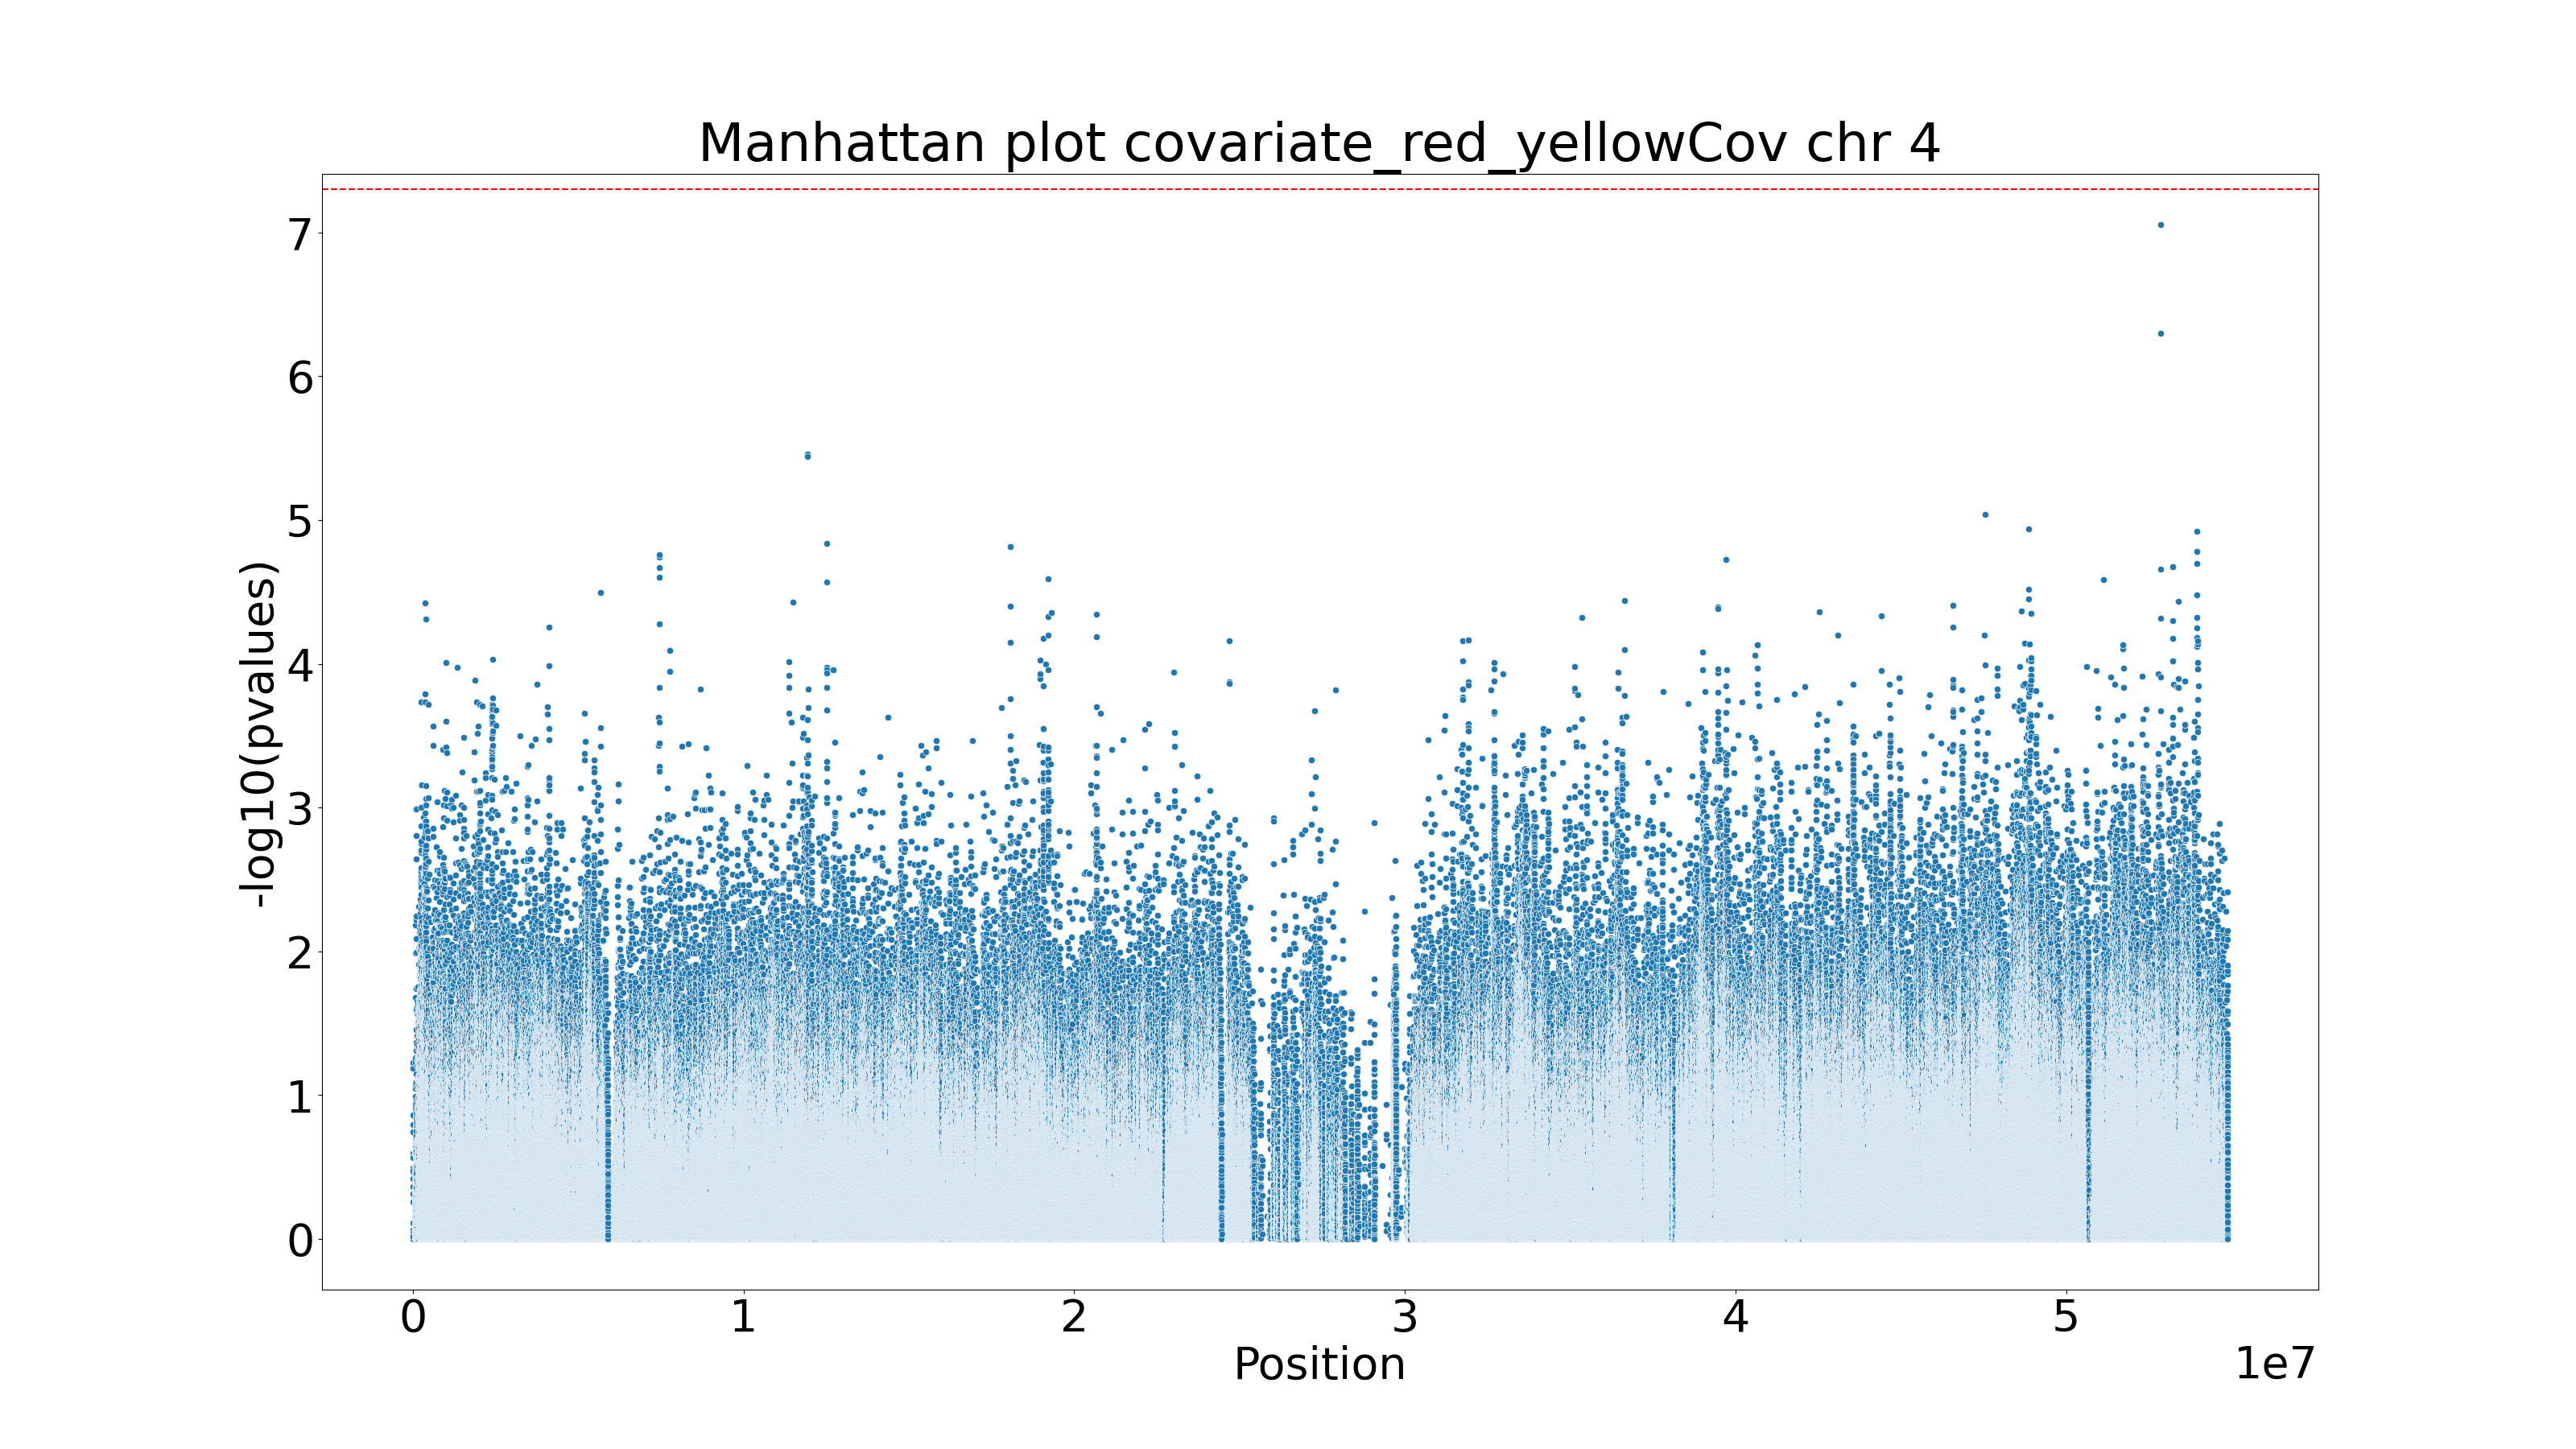 Manhattan plot covariate_red_yellowCov chr 4
7
6
5
4
3
2
1
0
-log10(pvalues)
0 1 2 3 4 5
Position
1e7